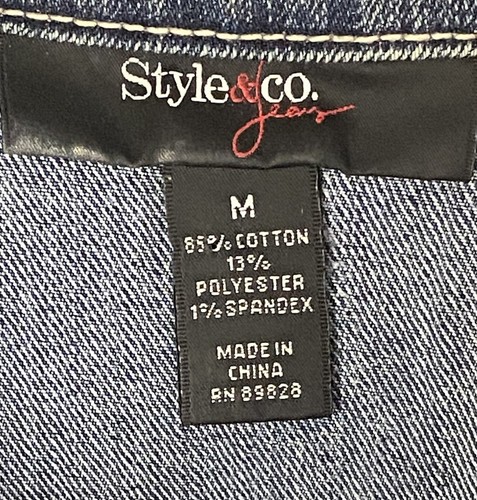 Style&co.
Jeans
M
85% COTTON
13%
POLYESTER
1% SPANDEX
MADE IN
CHINA
RN 89828